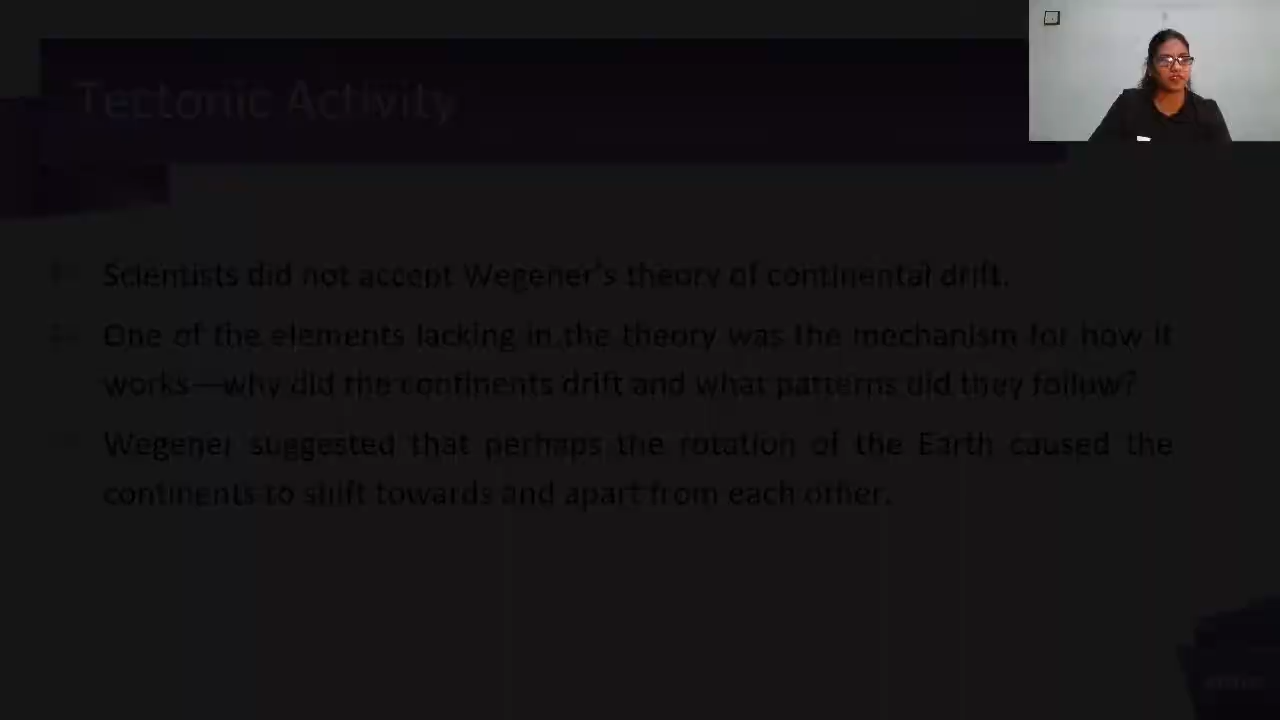 Tectonic Activity
Scientists did not accept Wegener's theory of continental drift.
One of the elements lacking in the theory was the mechanism for how it
works—why did the continents drift and what patterns did they follow?
Wegener suggested that perhaps the rotation of the Earth caused the
continents to shift towards and apart from each other.